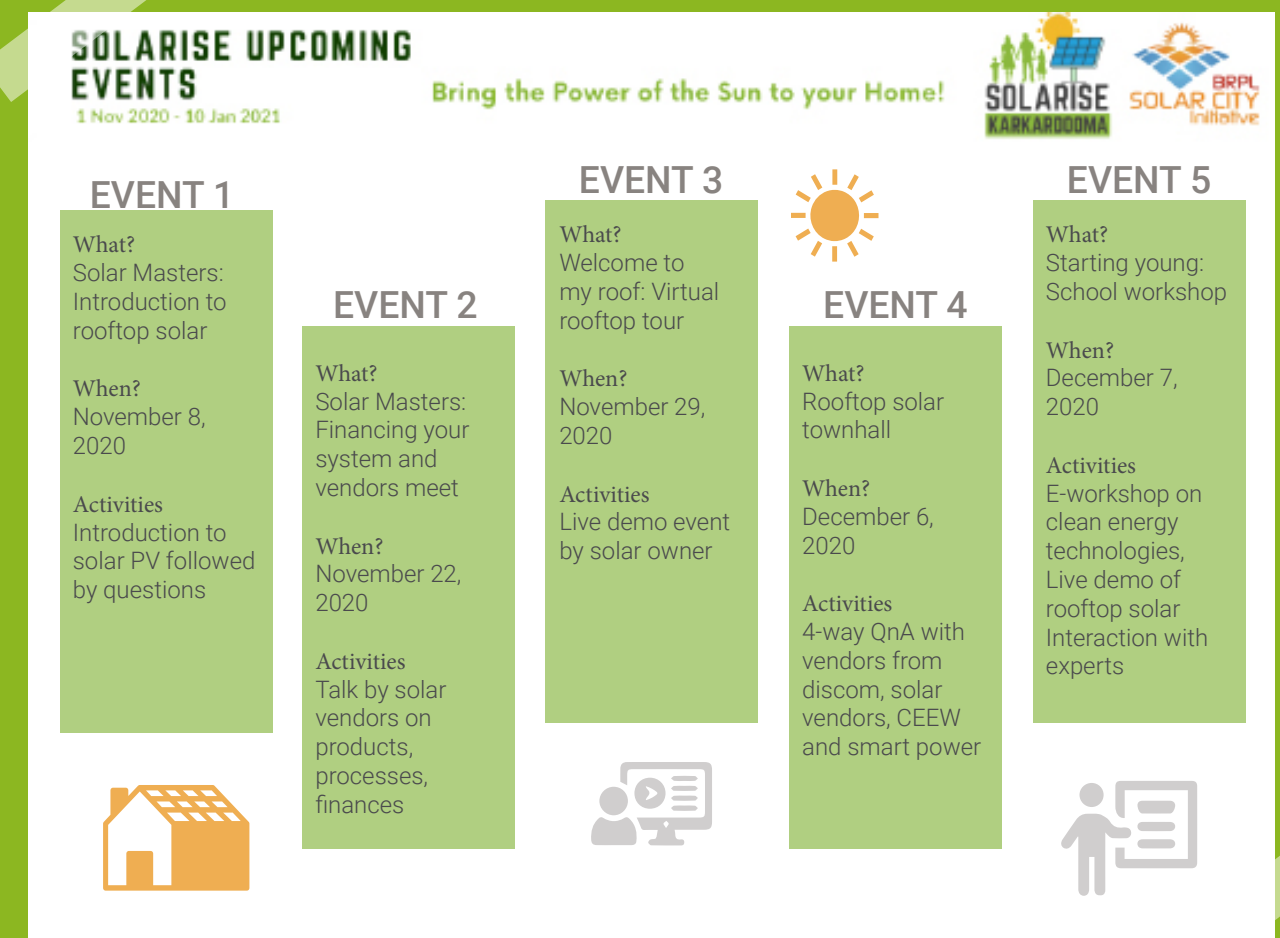 SOLARISE UPCOMING
EVENTS
1 Nov 2020 - 10 Jan 2021
Bring the Power of the Sun to your Home!
SOLARISE
KARKARDOOMA
BRPL
SOLAR CITY
Initiative
EVENT 1
What?
Solar Masters:
Introduction to
rooftop solar
When?
November 8,
2020
Activities
Introduction to
solar PV followed
by questions
EVENT 2
What?
Solar Masters:
Financing your
system and
vendors meet
When?
November 22,
2020
Activities
Talk by solar
vendors on
products,
processes,
finances
EVENT 3
What?
Welcome to
my roof: Virtual
rooftop tour
When?
November 29,
2020
Activities
Live demo event
by solar owner
EVENT 4
What?
Rooftop solar
townhall
When?
December 6,
2020
Activities
4-way QnA with
vendors from
discom, solar
vendors, CEEW
and smart power
EVENT 5
What?
Starting young:
School workshop
When?
December 7,
2020
Activities
E-workshop on
clean energy
technologies,
Live demo of
rooftop solar
Interaction with
experts